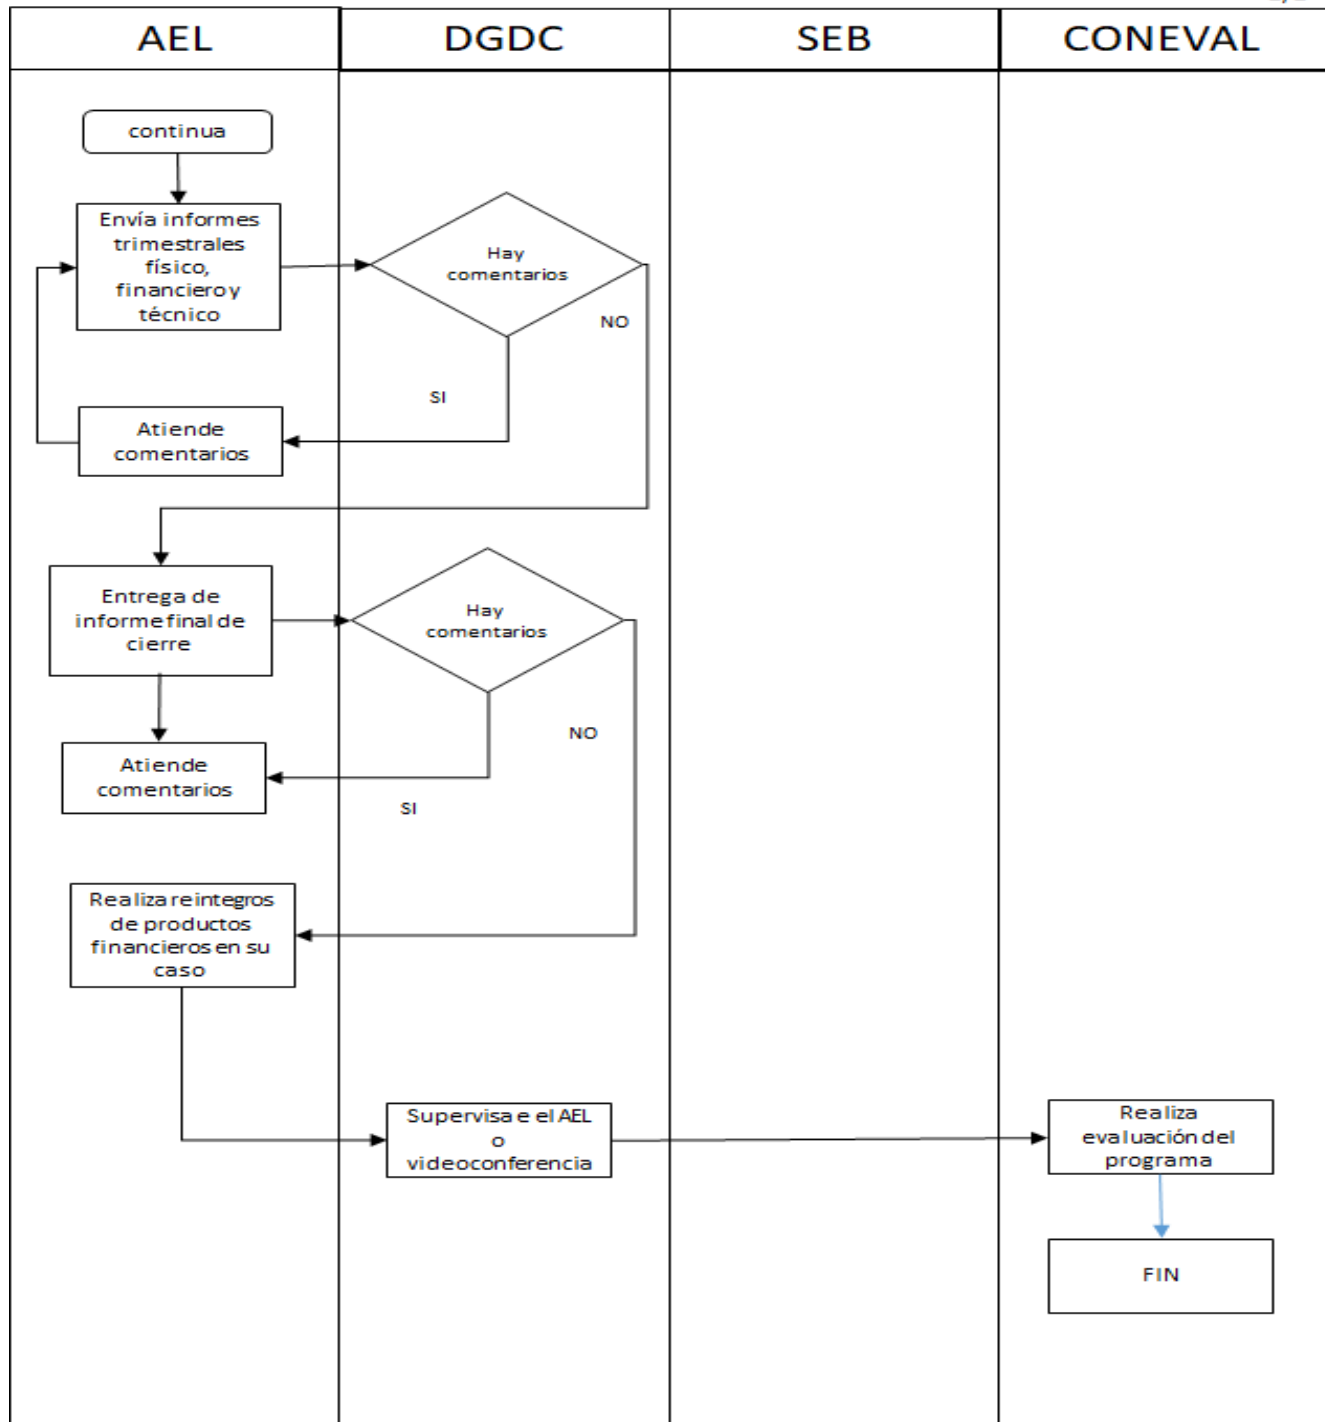 AEL
DGDC
SEB
CONEVAL
continua
Envía informes
trimestrales
físico,
financiero y
técnico
Hay
comentarios
NO
SI
Atiende
comentarios
Entrega de
informe final de
cierre
Hay
comentarios
NO
Atiende
comentarios
SI
Realiza reintegros
de productos
financieros en su
caso
Supervisa e el AEL
o
videoconferencia
Realiza
evaluación del
programa
FIN